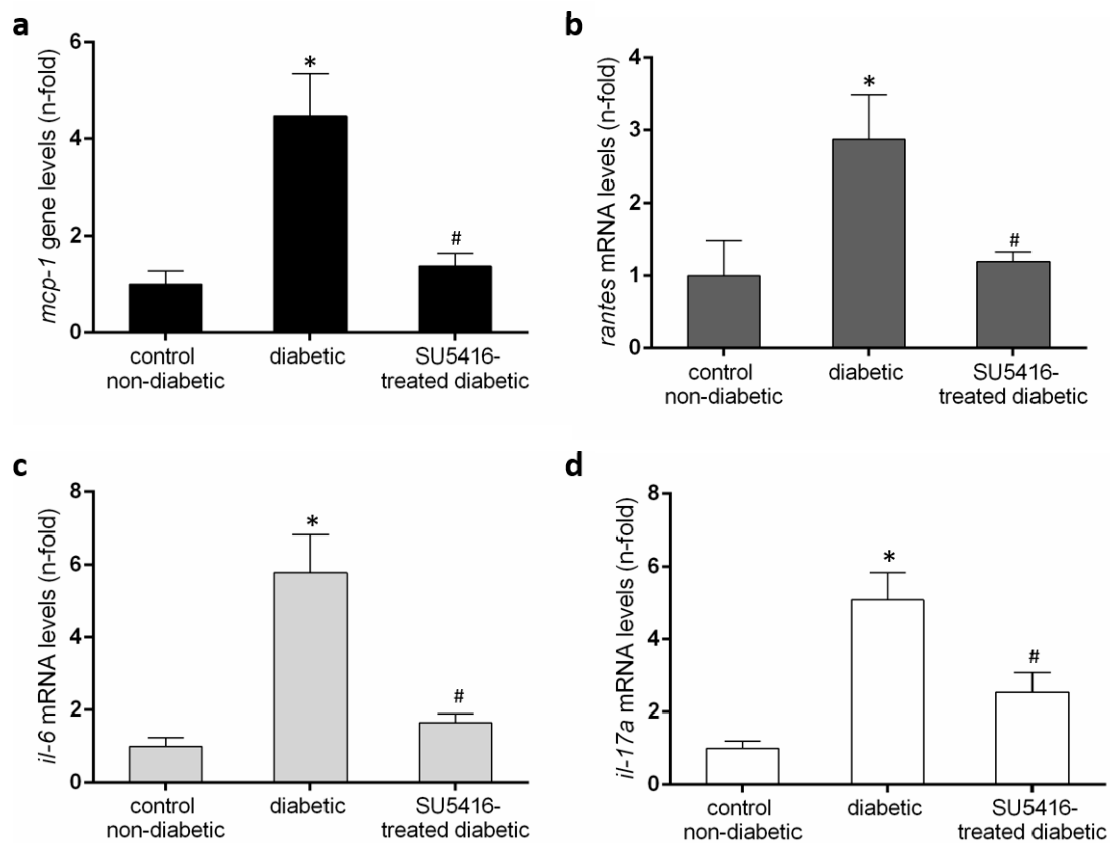 a
mcp-1 gene levels (n-fold)
6
4
2
0
*
#
control
non-diabetic
diabetic
SU5416-
treated diabetic
b
rantes mRNA levels (n-fold)
4
3
2
1
0
*
#
control
non-diabetic
diabetic
SU5416-
treated diabetic
c
il-6 mRNA levels (n-fold)
8
6
4
2
0
*
#
control
non-diabetic
diabetic
SU5416-
treated diabetic
d
il-17a mRNA levels (n-fold)
8
6
4
2
0
*
#
control
non-diabetic
diabetic
SU5416-
treated diabetic